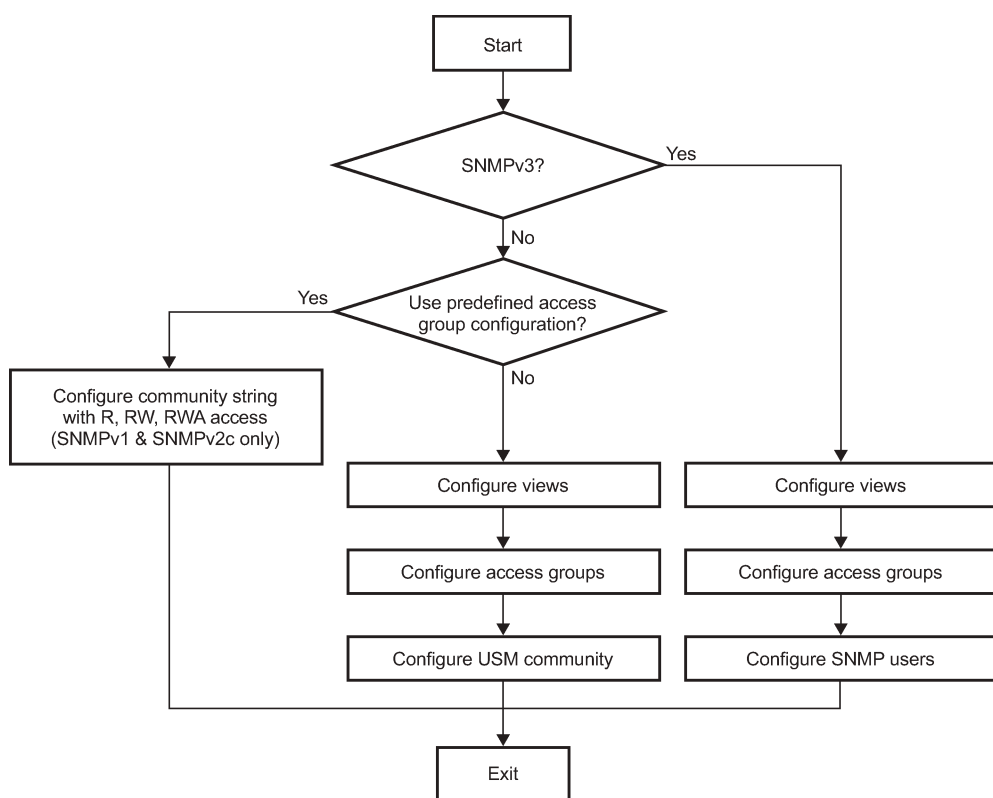 Start
SNMPv3?
Yes
No
Use predefined access
group configuration?
Yes
No
Configure community string
with R, RW, RWA access
(SNMPv1 & SNMPv2c only)
Configure views
Configure views
Configure access groups
Configure access groups
Configure USM community
Configure SNMP users
Exit